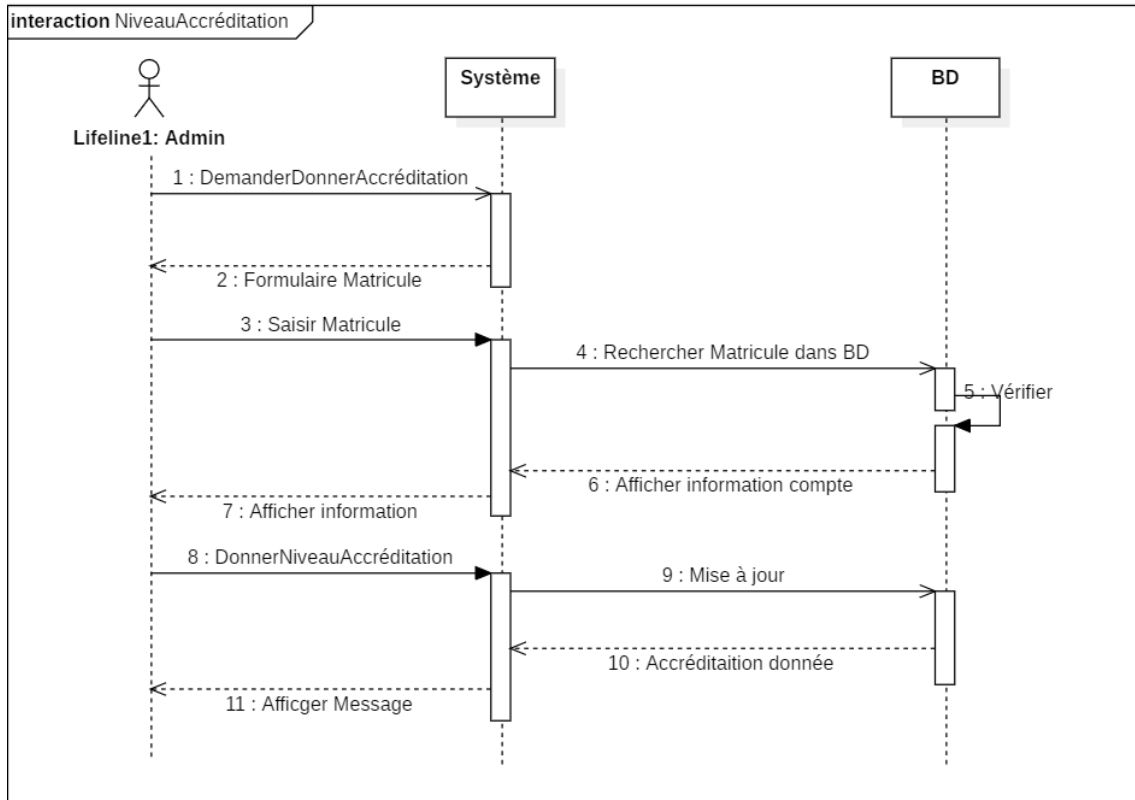 interaction NiveauAccréditation
Système
BD
Lifeline1: Admin
1 : DemanderDonnerAccréditation
2 : Formulaire Matricule
3 : Saisir Matricule
4 : Rechercher Matricule dans BD
5 : Vérifier
6 : Afficher information compte
7 : Afficher information
8 : DonnerNiveauAccréditation
9 : Mise à jour
10 : Accréditaition donnée
11 : Afficger Message